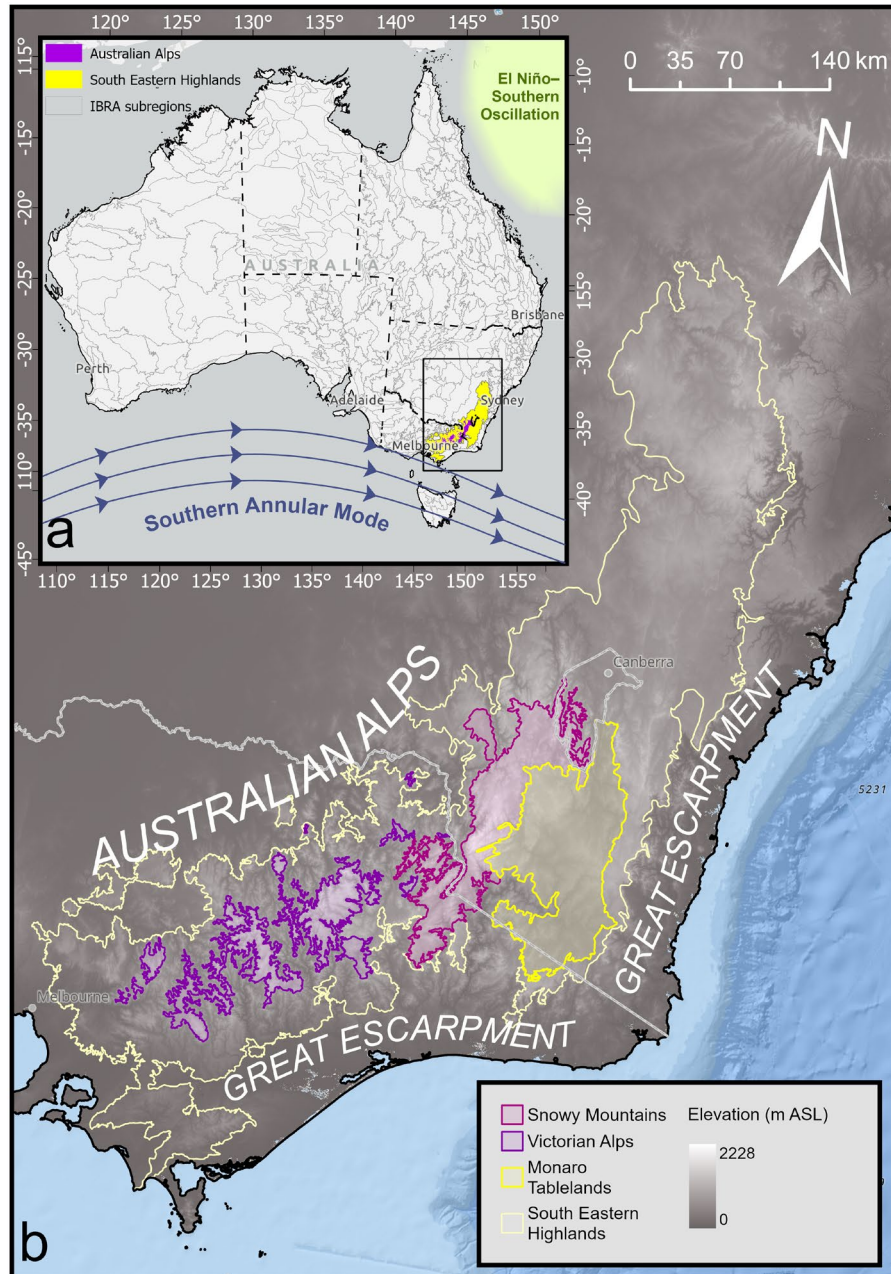 120° 125° 130° 135° 140° 145° 150°
Australian Alps
South Eastern Highlands
IBRA subregions
El Niño–
Southern
Oscillation
115°
-15°
-20°
-25°
-30°
-35°
110°
-45°
-10°
-15°
-20°
-25°
155°
-30°
-35°
-40°
AUSTRALIA
Brisbane
Perth
Adelaide
Sydney
Melbourne
Southern Annular Mode
a
110° 115° 120° 125° 130° 135° 140° 145° 150° 155°
0 35 70 140 km
N
Canberra
AUSTRALIAN ALPS
GREAT ESCARPMENT
5231
Melbourne
GREAT ESCARPMENT
Snowy Mountains
Victorian Alps
Monaro
Tablelands
South Eastern
Highlands
Elevation (m ASL)
2228
0
b